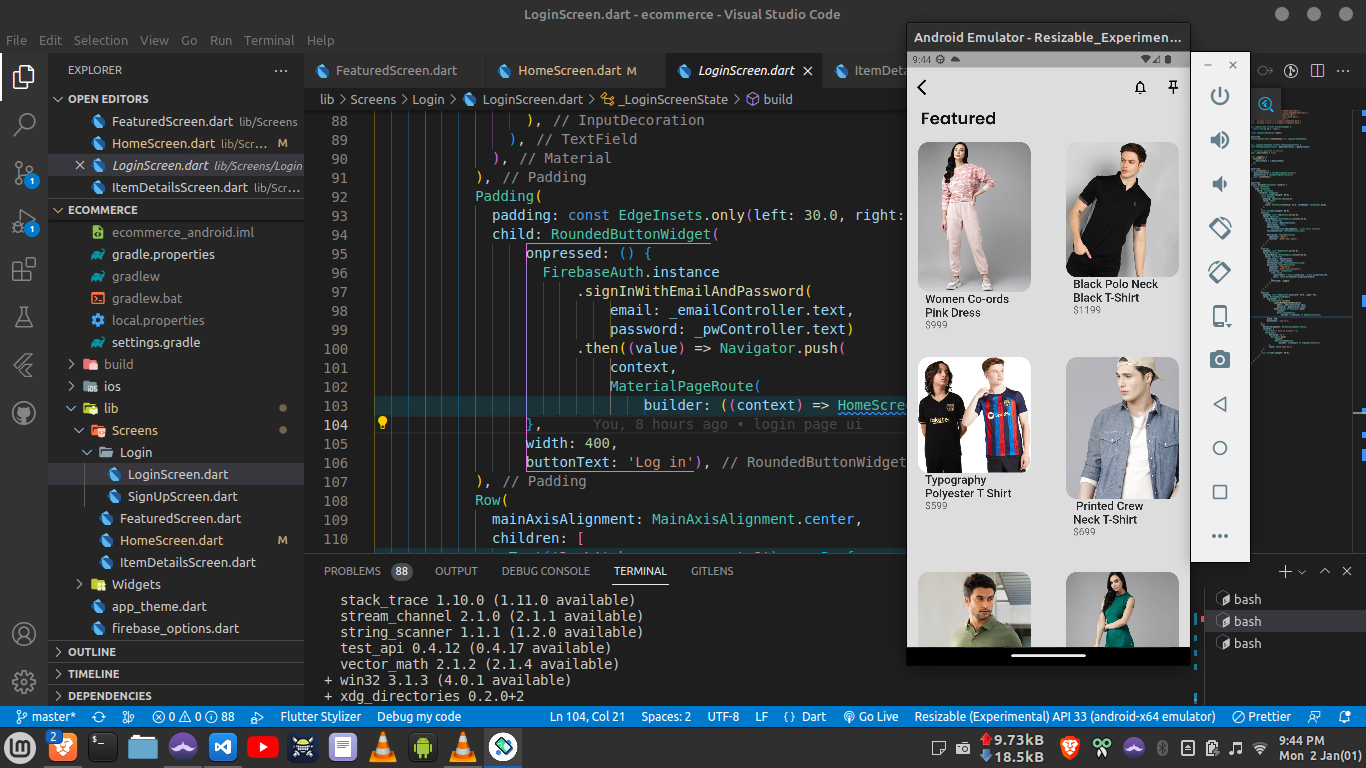 LoginScreen.dart - ecommerce - Visual Studio Code
File Edit Selection View Go Run Terminal Help
EXPLORER
OPEN EDITORS
FeaturedScreen.dart lib/Screens
HomeScreen.dart lib/Scr... M
LoginScreen.dart lib/Screens/Login
ItemDetailsScreen.dart lib/Scr...
ECOMMERCE
ecommerce_android.iml
gradle.properties
gradlew
gradlew.bat
local.properties
settings.gradle
build
ios
lib
Screens
Login
LoginScreen.dart
SignUpScreen.dart
FeaturedScreen.dart
HomeScreen.dart M
ItemDetailsScreen.dart
Widgets
app_theme.dart
firebase_options.dart
OUTLINE
TIMELINE
DEPENDENCIES
1
1
FeaturedScreen.dart HomeScreen.dart M LoginScreen.dart ItemDeta
lib > Screens > Login > LoginScreen.dart > _LoginScreenState > build
88 ), // InputDecoration
89 ), // TextField
90 ), // Material
91 ), // Padding
92 Padding(
93 padding: const EdgeInsets.only(left: 30.0, right:
94 child: RoundedButtonWidget(
95 onpressed: () {
96 FirebaseAuth.instance
97 .signInWithEmailAndPassword(
98 email: _emailController.text,
99 password: _pwController.text)
100 .then((value) => Navigator.push(
101 context,
102 MaterialPageRoute(
103 builder: ((context) => HomeScre
104 }, You, 8 hours ago • login page ui
105 width: 400,
106 buttonText: 'Log in'), // RoundedButtonWidget
107 ), // Padding
108 Row(
109 mainAxisAlignment: MainAxisAlignment.center,
110 children: [
PROBLEMS 88 OUTPUT DEBUG CONSOLE TERMINAL GITLENS
stack_trace 1.10.0 (1.11.0 available)
stream_channel 2.1.0 (2.1.1 available)
string_scanner 1.1.1 (1.2.0 available)
test_api 0.4.12 (0.4.17 available)
vector_math 2.1.2 (2.1.4 available)
+ win32 3.1.3 (4.0.1 available)
+ xdg_directories 0.2.0+2
bash
bash
bash
Android Emulator - Resizable_Experimen...
9:44
Featured
Women Co-ords
Pink Dress
$999
Black Polo Neck
Black T-Shirt
$1199
Typography
Polyester T Shirt
$599
Printed Crew
Neck T-Shirt
$699
master* 0 0 88 Flutter Stylizer Debug my code Ln 104, Col 21 Spaces: 2 UTF-8 LF {} Dart Go Live Resizable (Experimental) API 33 (android-x64 emulator) Prettier
2
9.73kB
18.5kB
9:44 PM
Mon 2 Jan(01)